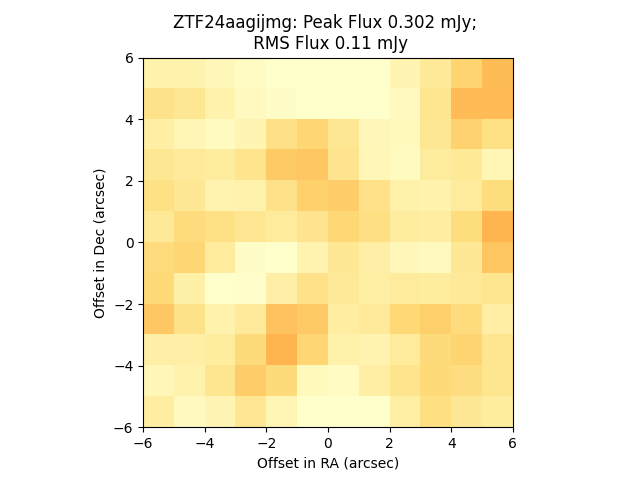 ZTF24aagijmg: Peak Flux 0.302 mJy;
RMS Flux 0.11 mJy
6
4
2
0
−2
−4
−6
Offset in Dec (arcsec)
−6 −4 −2 0 2 4 6
Offset in RA (arcsec)